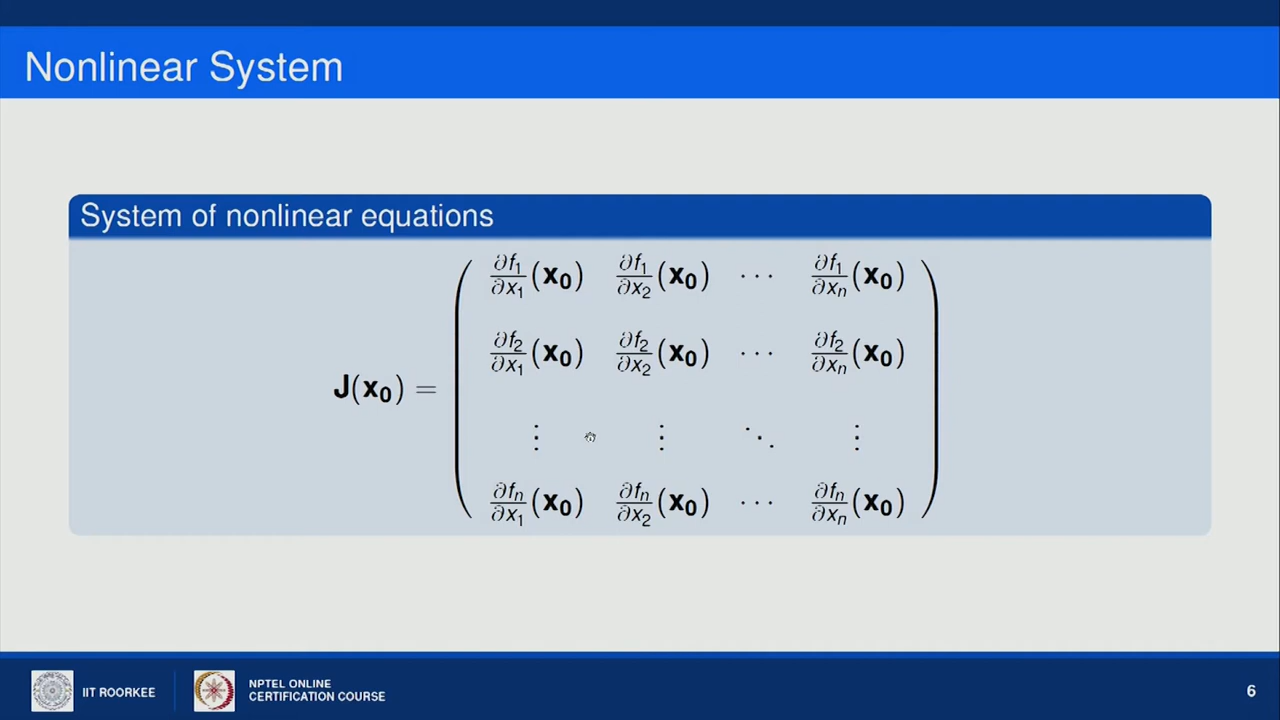 Nonlinear System
System of nonlinear equations
J(x₀) = 
( ∂f₁/∂x₁(x₀) ∂f₁/∂x₂(x₀) ⋯ ∂f₁/∂xₙ(x₀)
∂f₂/∂x₁(x₀) ∂f₂/∂x₂(x₀) ⋯ ∂f₂/∂xₙ(x₀)
⋮ ⋮ ⋱ ⋮
∂fₙ/∂x₁(x₀) ∂fₙ/∂x₂(x₀) ⋯ ∂fₙ/∂xₙ(x₀) )
IIT ROORKEE
NPTEL ONLINE
CERTIFICATION COURSE
6